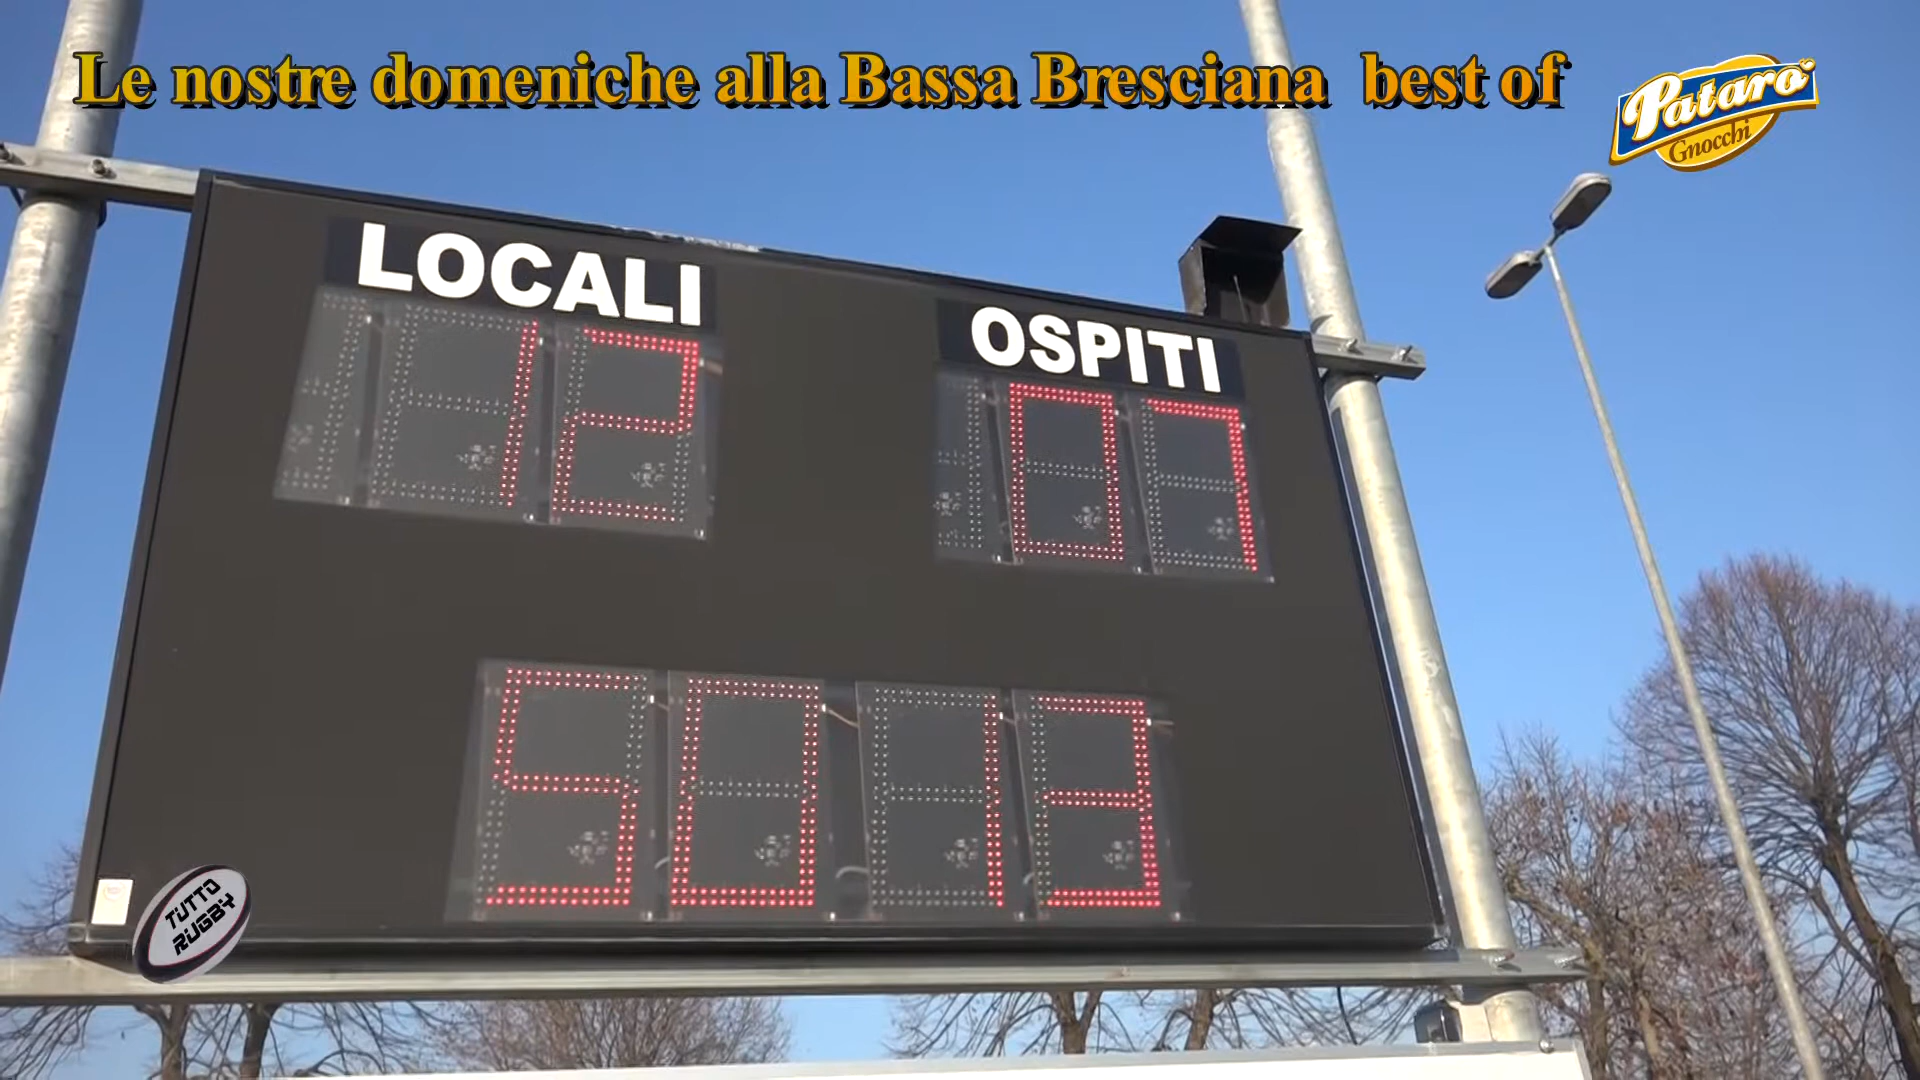 Le nostre domeniche alla Bassa Bresciana best of
Pataro
Gnocchi
LOCALI
OSPITI
12
07
50 13
TUTTO
RUGBY